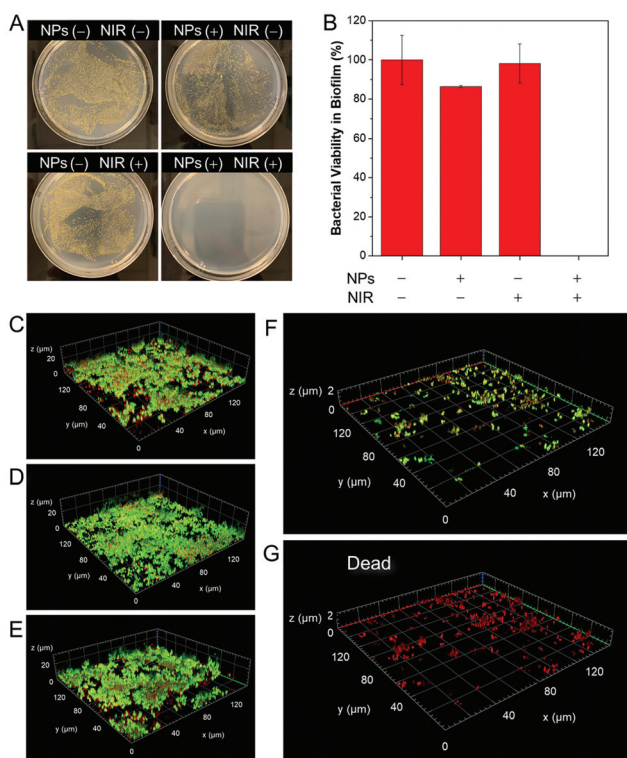 A
NPs (−) NIR (−)
NPs (+) NIR (−)
NPs (−) NIR (+)
NPs (+) NIR (+)
B
Bacterial Viability in Biofilm (%)
120
100
80
60
40
20
0
NPs − + − +
NIR − − + +
C
z (μm)
20
0
120
80
y (μm)
40
0
40
x (μm)
80
120
D
z (μm)
20
0
120
80
y (μm)
40
0
40
x (μm)
80
120
E
z (μm)
20
0
120
80
y (μm)
40
0
40
x (μm)
80
120
F
z (μm)
2
0
120
80
y (μm)
40
0
40
x (μm)
80
120
G
Dead
z (μm)
2
0
120
80
y (μm)
40
0
40
x (μm)
80
120